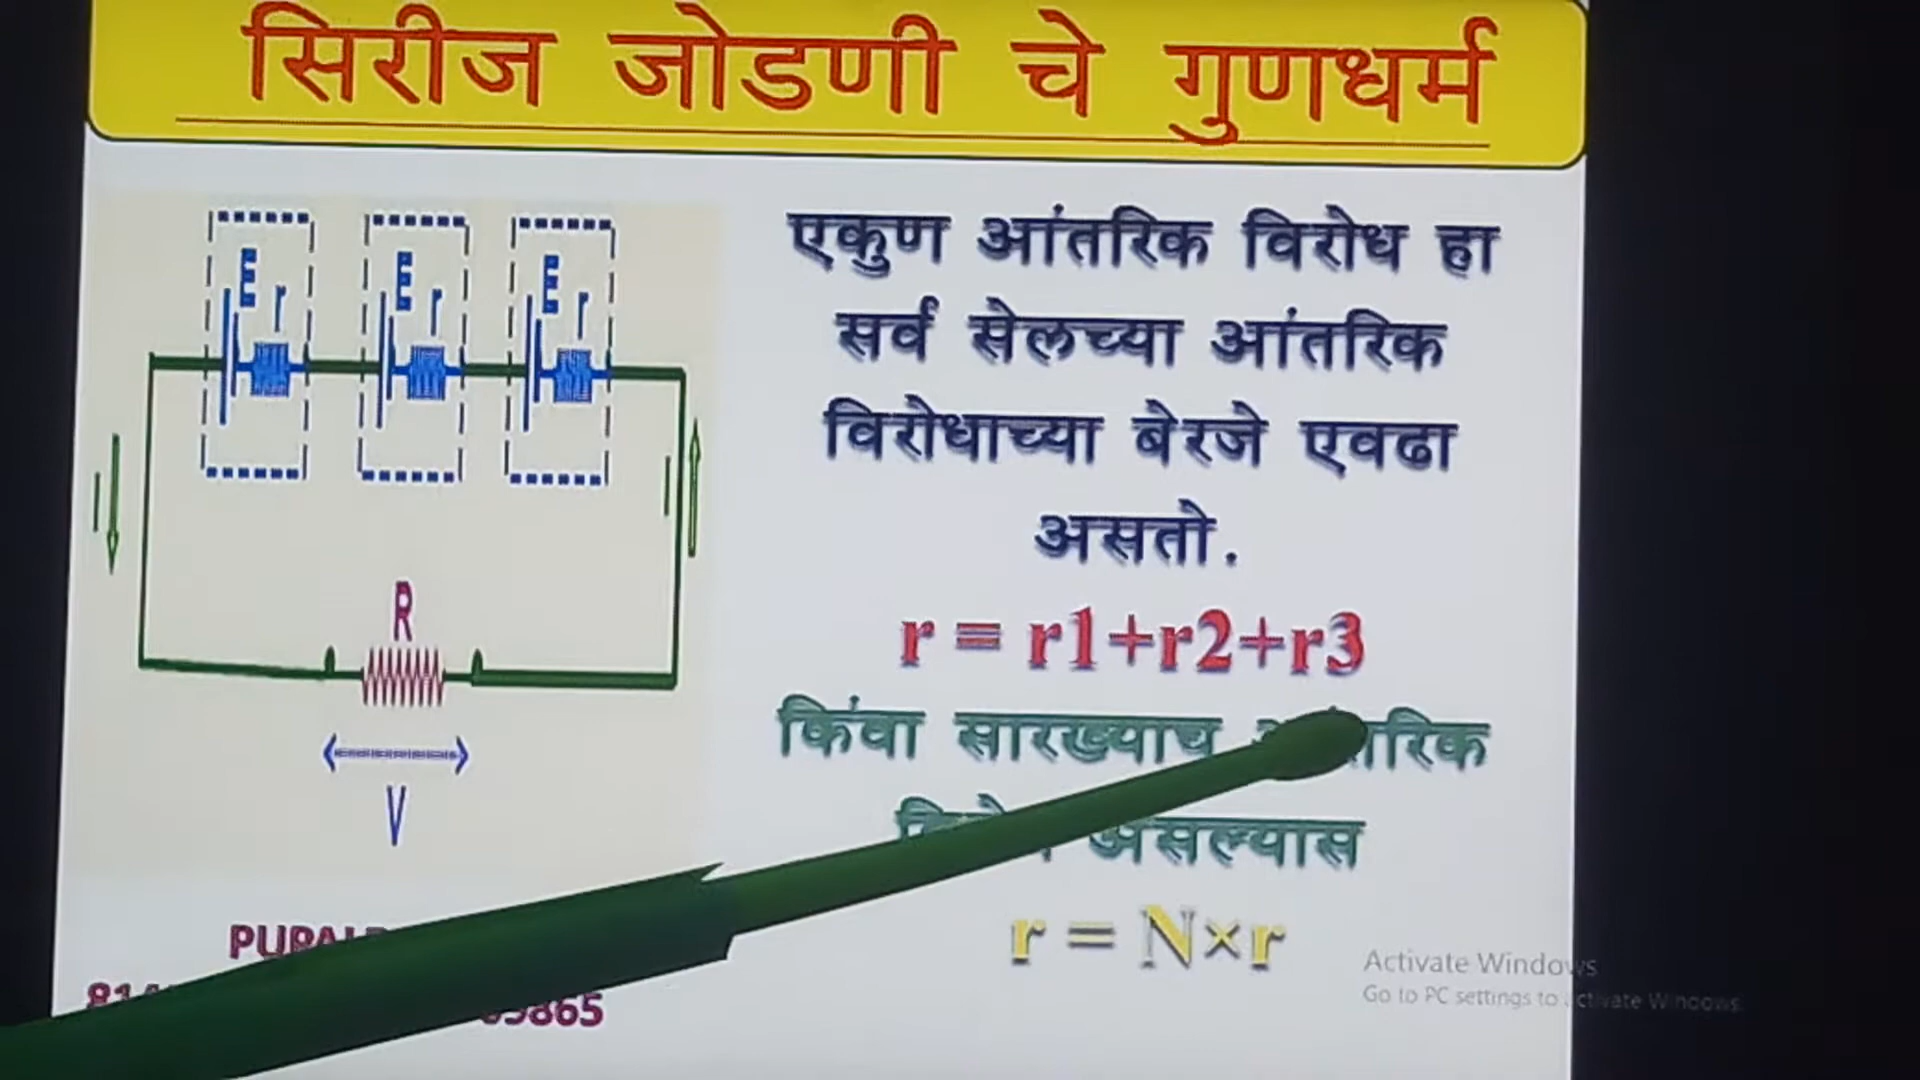 सिरीज जोडणी चे गुणधर्म
E r
E r
E r
एकुण आंतरिक विरोध हा
सर्व सेलच्या आंतरिक
विरोधाच्या बेरजे एवढा
असतो.
r = r1+r2+r3
किंवा सारख्याच
असल्यास
r = N×r
I
I
R
V
Activate Windows
Go to PC settings to activate Windows.